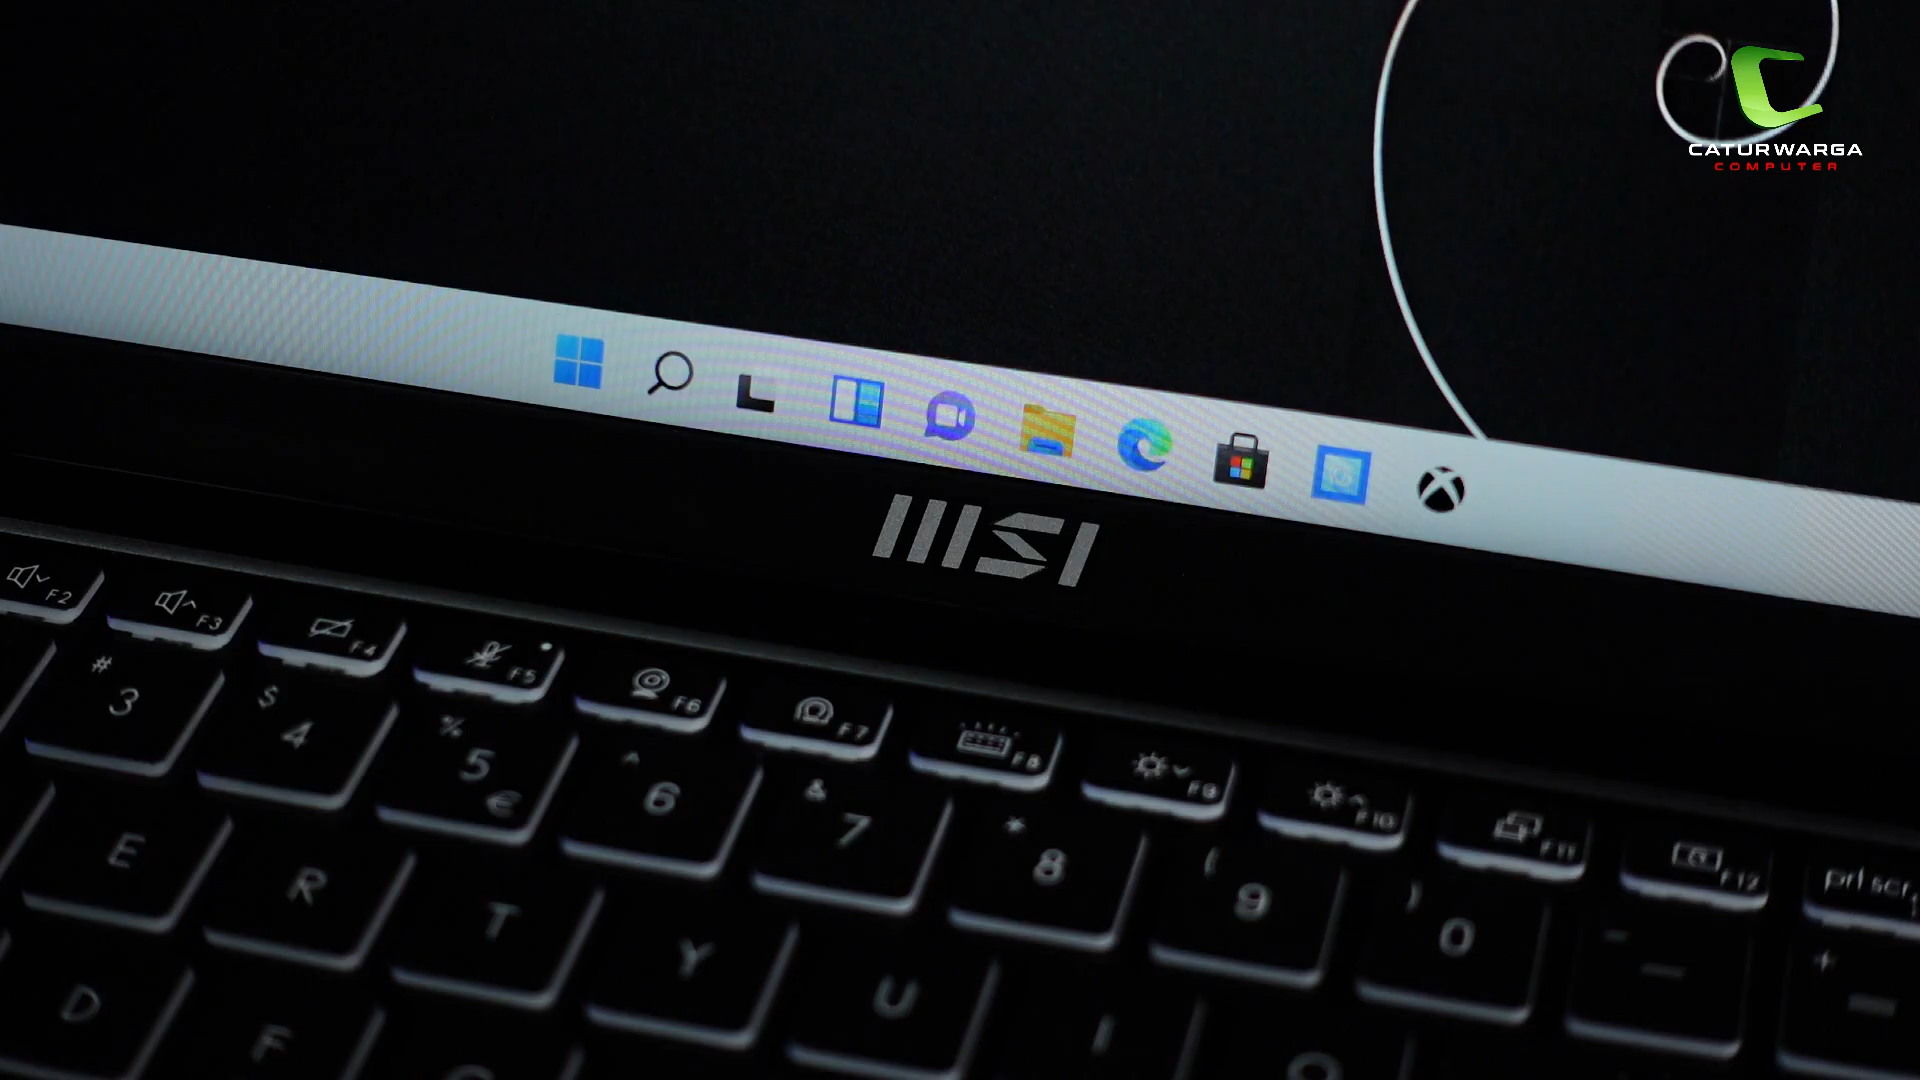 CATURWARGA
COMPUTER
msi
F2 F3 F4 F5 F6 F7 F8 F9 F10 F11 F12 prt scr
# 3 $ 4 % 5 € ^ 6 & 7 * 8 ( 9 ) 0 - + =
E R T Y U I O
D F